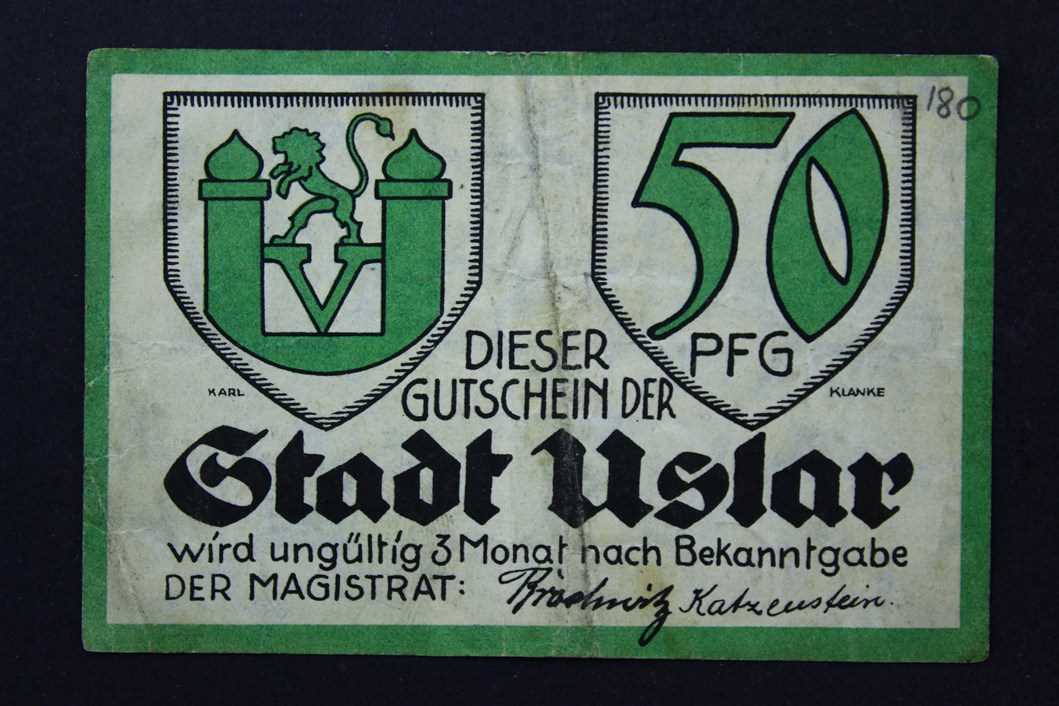 180
V
50
PFG
DIESER
GUTSCHEIN DER
KARL
KLANKE
Stadt Uslar
wird ungültig 3 Monat nach Bekanntgabe
DER MAGISTRAT: Katzenstein.